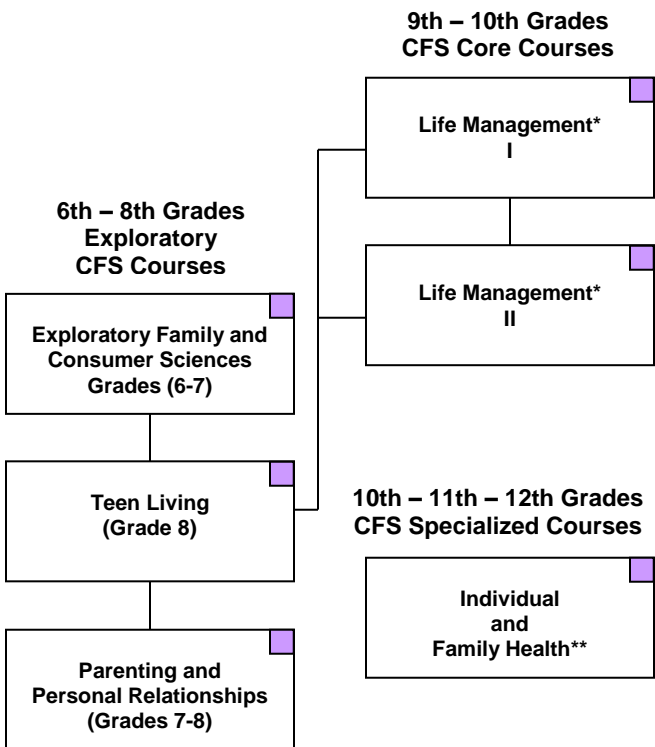 9th – 10th Grades
CFS Core Courses
Life Management*
I
Life Management*
II
6th – 8th Grades
Exploratory
CFS Courses
Exploratory Family and
Consumer Sciences
Grades (6-7)
Teen Living
(Grade 8)
Parenting and
Personal Relationships
(Grades 7-8)
10th – 11th – 12th Grades
CFS Specialized Courses
Individual
and
Family Health**